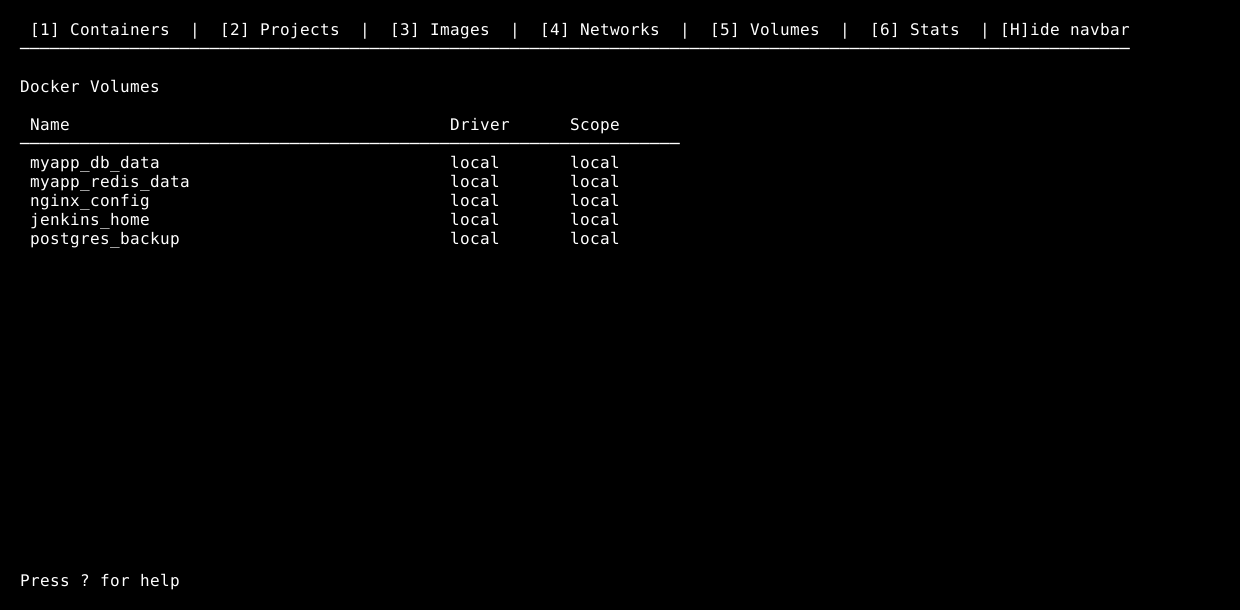 [1] Containers | [2] Projects | [3] Images | [4] Networks | [5] Volumes | [6] Stats | [H]ide navbar
Docker Volumes
Name Driver Scope
myapp_db_data local local
myapp_redis_data local local
nginx_config local local
jenkins_home local local
postgres_backup local local
Press ? for help